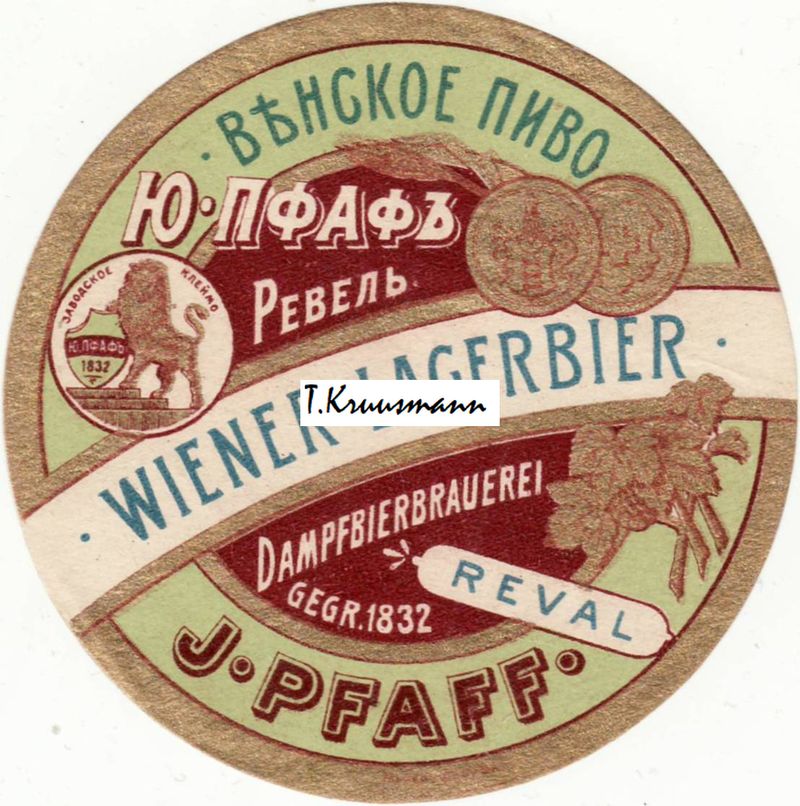 ВѢНСКОЕ ПИВО
Ю·ПФАФЪ
РЕВЕЛЬ.
ЗАВОДСКОЕ КЛЕЙМО
Ю.ПФАФЪ
1832
WIENER LAGERBIER
T.Kruusmann
DAMPFBIERBRAUEREI
GEGR.1832
REVAL
J·PFAFF·